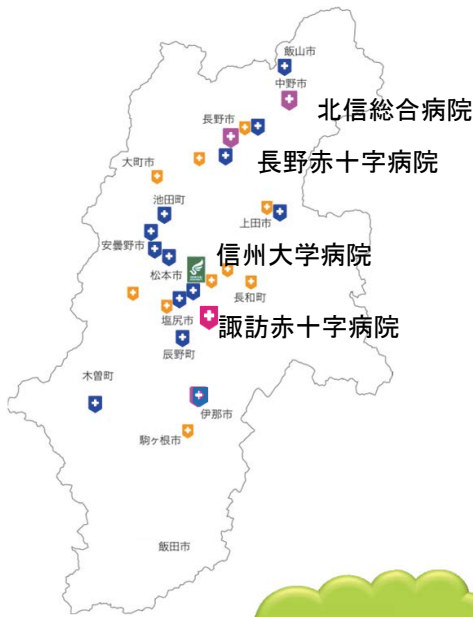 飯山市
中野市
北信総合病院
長野市
長野赤十字病院
大町市
池田町
上田市
安曇野市
信州大学病院
松本市
長和町
塩尻市
諏訪赤十字病院
辰野町
木曽町
伊那市
駒ヶ根市
飯田市